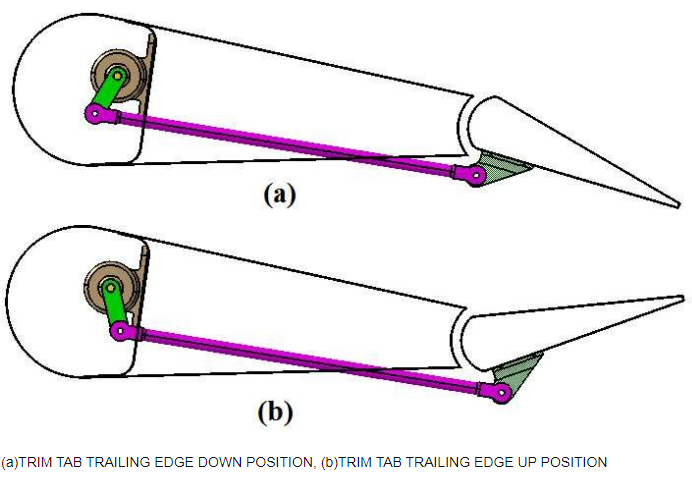 (a)
(b)
(a)TRIM TAB TRAILING EDGE DOWN POSITION, (b)TRIM TAB TRAILING EDGE UP POSITION